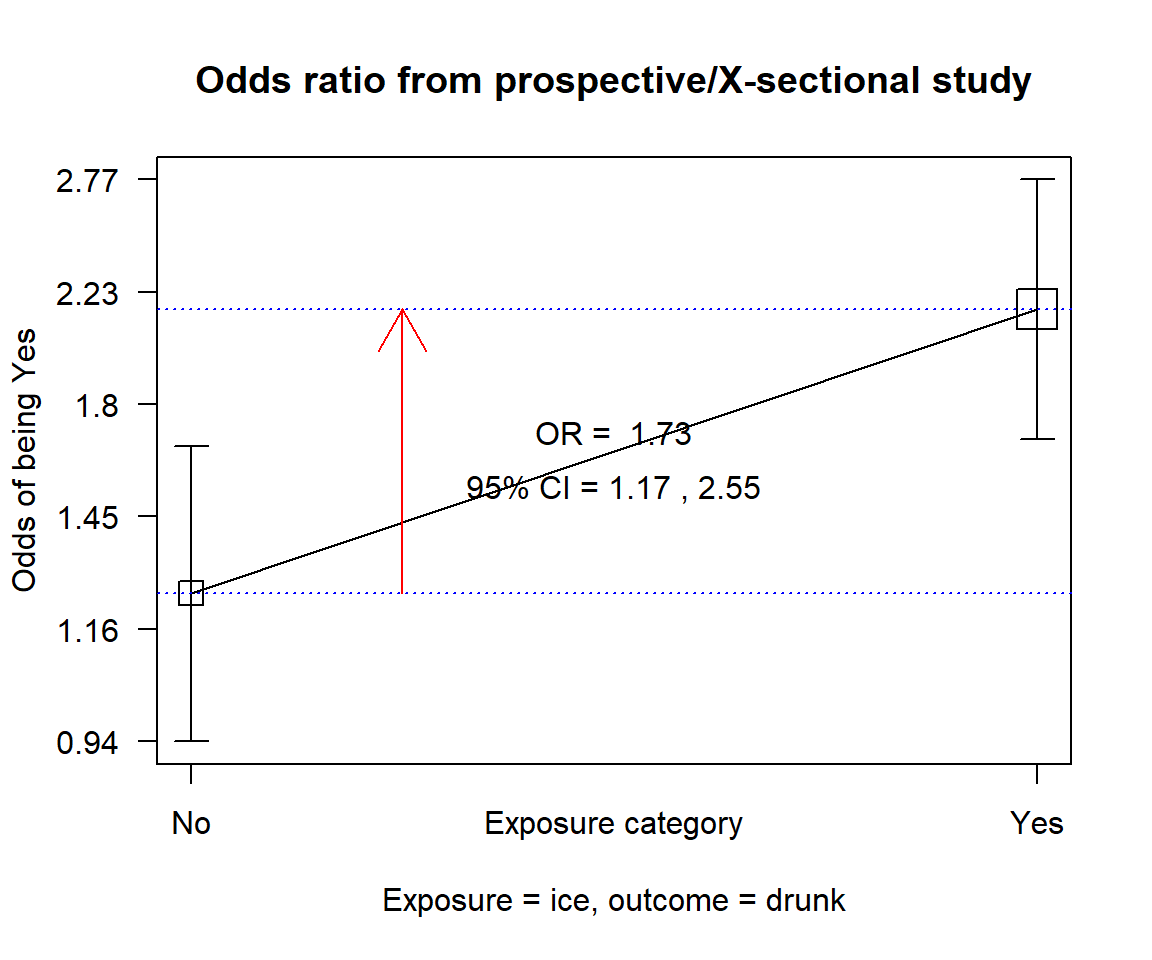 Odds ratio from prospective/X-sectional study
2.77
2.23
1.8
1.45
1.16
0.94
Odds of being Yes
OR =  1.73
95% CI = 1.17 , 2.55
No
Exposure category
Yes
Exposure = ice, outcome = drunk